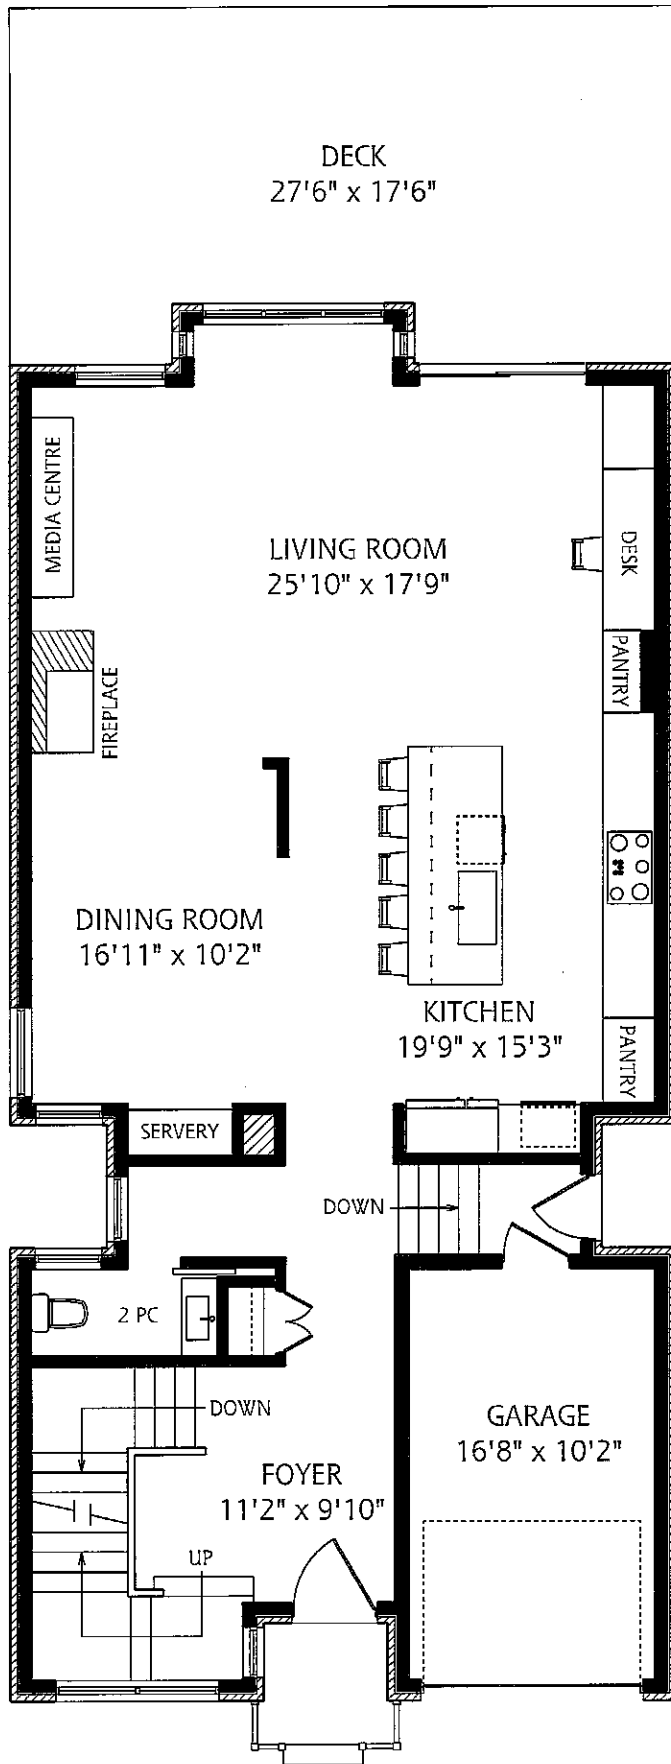 DECK
27'6" x 17'6"
MEDIA CENTRE
LIVING ROOM
25'10" x 17'9"
DESK
PANTRY
FIREPLACE
DINING ROOM
16'11" x 10'2"
KITCHEN
19'9" x 15'3"
PANTRY
SERVERY
DOWN
2 PC
DOWN
GARAGE
16'8" x 10'2"
FOYER
11'2" x 9'10"
UP